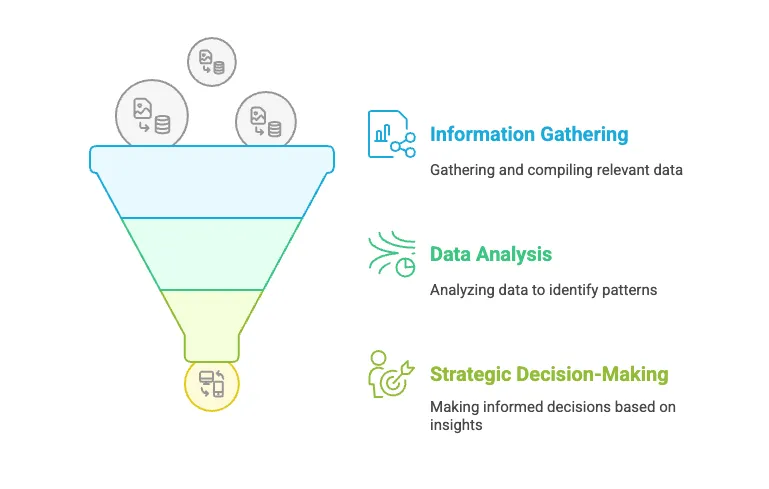 Information Gathering
Gathering and compiling relevant data
Data Analysis
Analyzing data to identify patterns
Strategic Decision-Making
Making informed decisions based on
insights